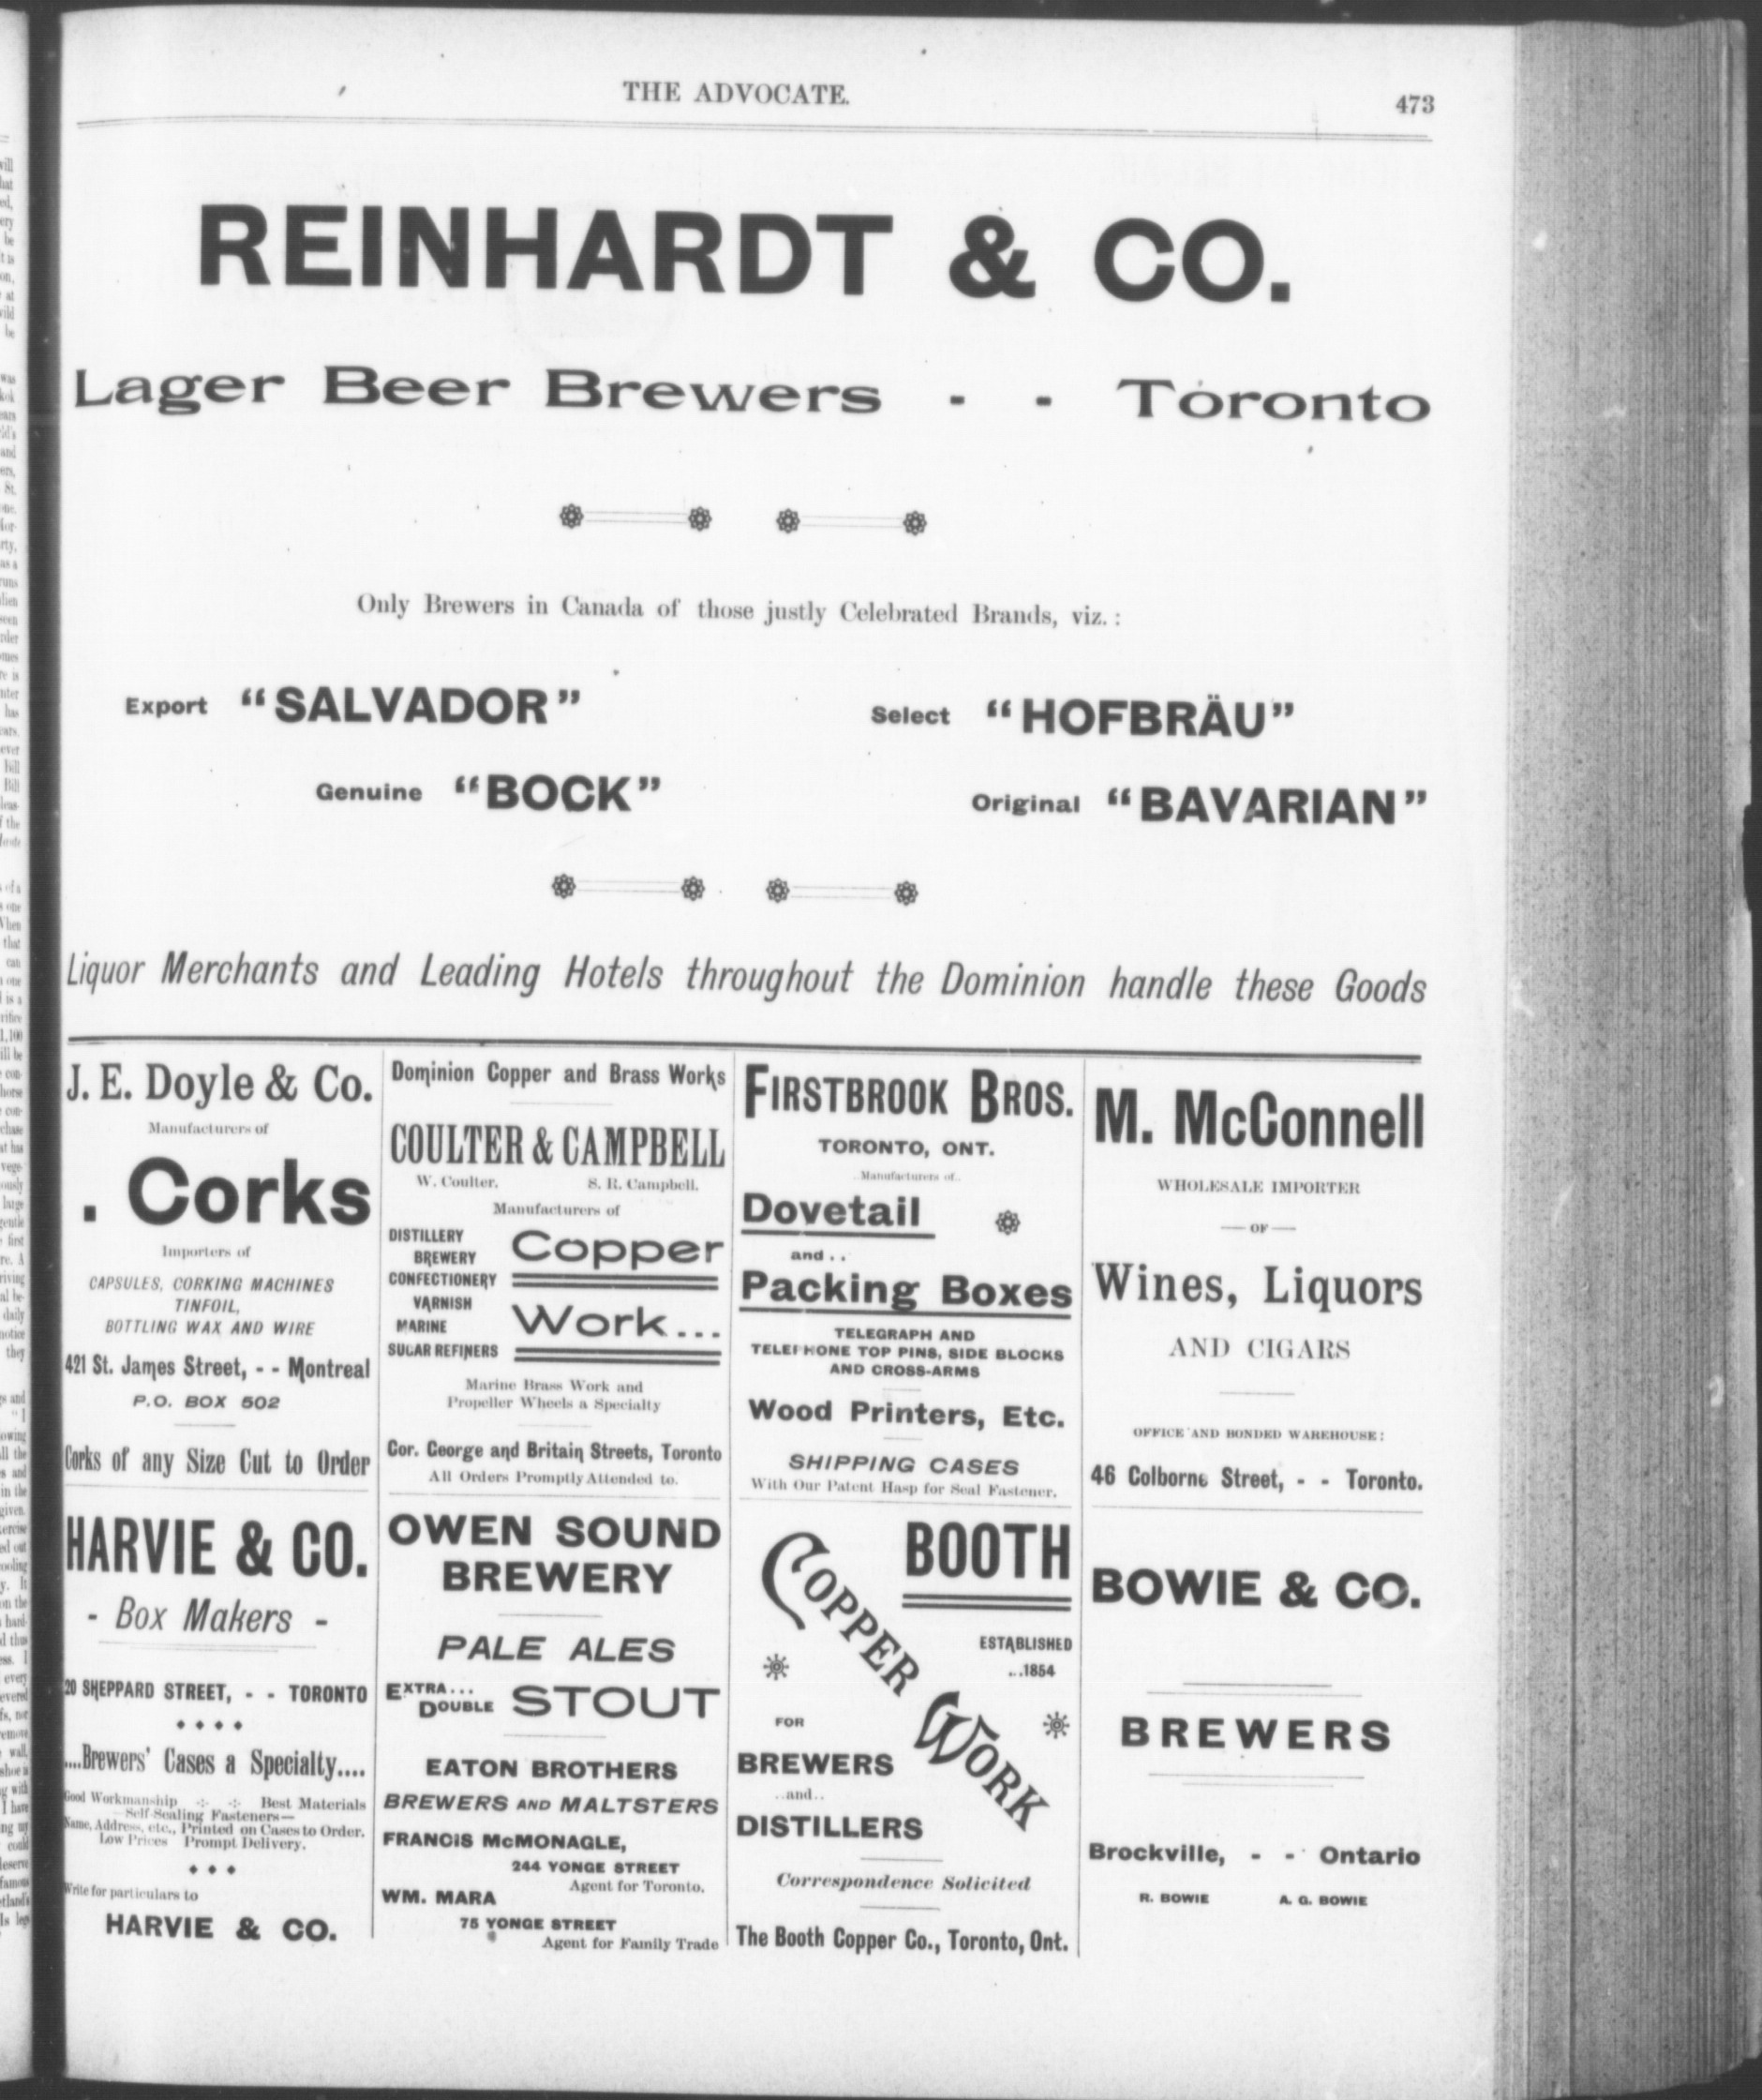 THE ADVOCATE.
473
REINHARDT & CO.
Lager Beer Brewers - - Toronto
Only Brewers in Canada of those justly Celebrated Brands, viz. :
Export "SALVADOR"
Select "HOFBRÄU"
Genuine "BOCK"
Original "BAVARIAN"
Liquor Merchants and Leading Hotels throughout the Dominion handle these Goods
J. E. Doyle & Co.
Manufacturers of
. Corks
Importers of
CAPSULES, CORKING MACHINES
TINFOIL,
BOTTLING WAX AND WIRE
421 St. James Street, - - Montreal
P.O. BOX 502
Corks of any Size Cut to Order
HARVIE & CO.
- Box Makers -
20 SHEPPARD STREET, - - TORONTO
....Brewers' Cases a Specialty....
Good Workmanship -:- -:- Best Materials
—Self-Sealing Fasteners—
Name, Address, etc., Printed on Cases to Order.
Low Prices Prompt Delivery.
Write for particulars to
HARVIE & CO.
Dominion Copper and Brass Works
COULTER & CAMPBELL
W. Coulter. S. R. Campbell.
Manufacturers of
DISTILLERY
BREWERY
CONFECTIONERY
VARNISH
MARINE
SUGAR REFINERS
Copper
Work...
Marine Brass Work and
Propeller Wheels a Specialty
Cor. George and Britain Streets, Toronto
All Orders Promptly Attended to.
OWEN SOUND
BREWERY
PALE ALES
EXTRA...
DOUBLE STOUT
EATON BROTHERS
BREWERS AND MALTSTERS
FRANCIS McMONAGLE,
244 YONGE STREET
Agent for Toronto.
WM. MARA
75 YONGE STREET
Agent for Family Trade
FIRSTBROOK BROS.
TORONTO, ONT.
..Manufacturers of..
Dovetail
and . .
Packing Boxes
TELEGRAPH AND
TELEPHONE TOP PINS, SIDE BLOCKS
AND CROSS-ARMS
Wood Printers, Etc.
SHIPPING CASES
With Our Patent Hasp for Seal Fastener.
BOOTH
COPPER WORK
ESTABLISHED
...1854
FOR
BREWERS
..and..
DISTILLERS
Correspondence Solicited
The Booth Copper Co., Toronto, Ont.
M. McConnell
WHOLESALE IMPORTER
— OF —
Wines, Liquors
AND CIGARS
OFFICE AND BONDED WAREHOUSE:
46 Colborne Street, - - Toronto.
BOWIE & CO.
BREWERS
Brockville, - - Ontario
R. BOWIE A. G. BOWIE